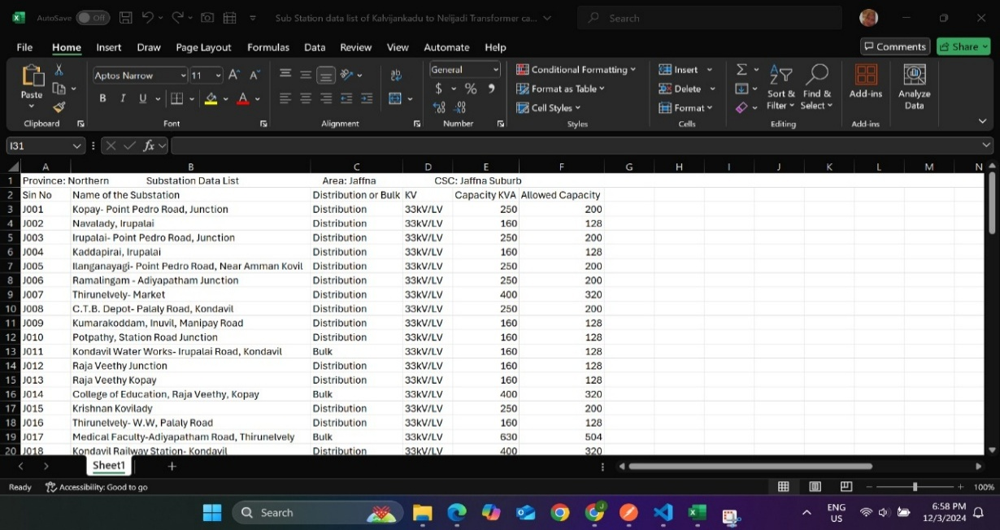 AutoSave Off Sub Station data list of Kalvijankadu to Nelijadi Transformer ca... Search
File Home Insert Draw Page Layout Formulas Data Review View Automate Help Comments Share
Paste Aptos Narrow 11 A A General Conditional Formatting Insert Sort & Filter Find & Select Add-ins Analyze Data
B I U A $ % 9 Format as Table Delete
Cell Styles Format
Clipboard Font Alignment Number Styles Cells Editing Add-ins
I31 fx
A B C D E F G H I J K L M N
1 Province: Northern Substation Data List Area: Jaffna CSC: Jaffna Suburb
2 Sin No Name of the Substation Distribution or Bulk KV Capacity KVA Allowed Capacity
3 J001 Kopay- Point Pedro Road, Junction Distribution 33kV/LV 250 200
4 J002 Navalady, Irupalai Distribution 33kV/LV 160 128
5 J003 Irupalai- Point Pedro Road, Junction Distribution 33kV/LV 250 200
6 J004 Kaddapirai, Irupalai Distribution 33kV/LV 160 128
7 J005 Ilanganayagi- Point Pedro Road, Near Amman Kovil Distribution 33kV/LV 250 200
8 J006 Ramalingam - Adiyapatham Junction Distribution 33kV/LV 250 200
9 J007 Thirunelvely- Market Distribution 33kV/LV 400 320
10 J008 C.T.B. Depot- Palaly Road, Kondavil Distribution 33kV/LV 250 200
11 J009 Kumarakoddam, Inuvil, Manipay Road Distribution 33kV/LV 160 128
12 J010 Potpathy, Station Road Junction Distribution 33kV/LV 160 128
13 J011 Kondavil Water Works- Irupalai Road, Kondavil Bulk 33kV/LV 160 128
14 J012 Raja Veethy Junction Distribution 33kV/LV 160 128
15 J013 Raja Veethy Kopay Distribution 33kV/LV 160 128
16 J014 College of Education, Raja Veethy, Kopay Bulk 33kV/LV 400 320
17 J015 Krishnan Kovilady Distribution 33kV/LV 250 200
18 J016 Thirunelvely- W.W, Palaly Road Distribution 33kV/LV 160 128
19 J017 Medical Faculty-Adiyapatham Road, Thirunelvely Bulk 33kV/LV 630 504
20 J018 Kondavil Railway Station- Kondavil Distribution 33kV/LV 400 320
Sheet1 +
Ready Accessibility: Good to go 100%
Search ENG US 6:58 PM 12/3/2024